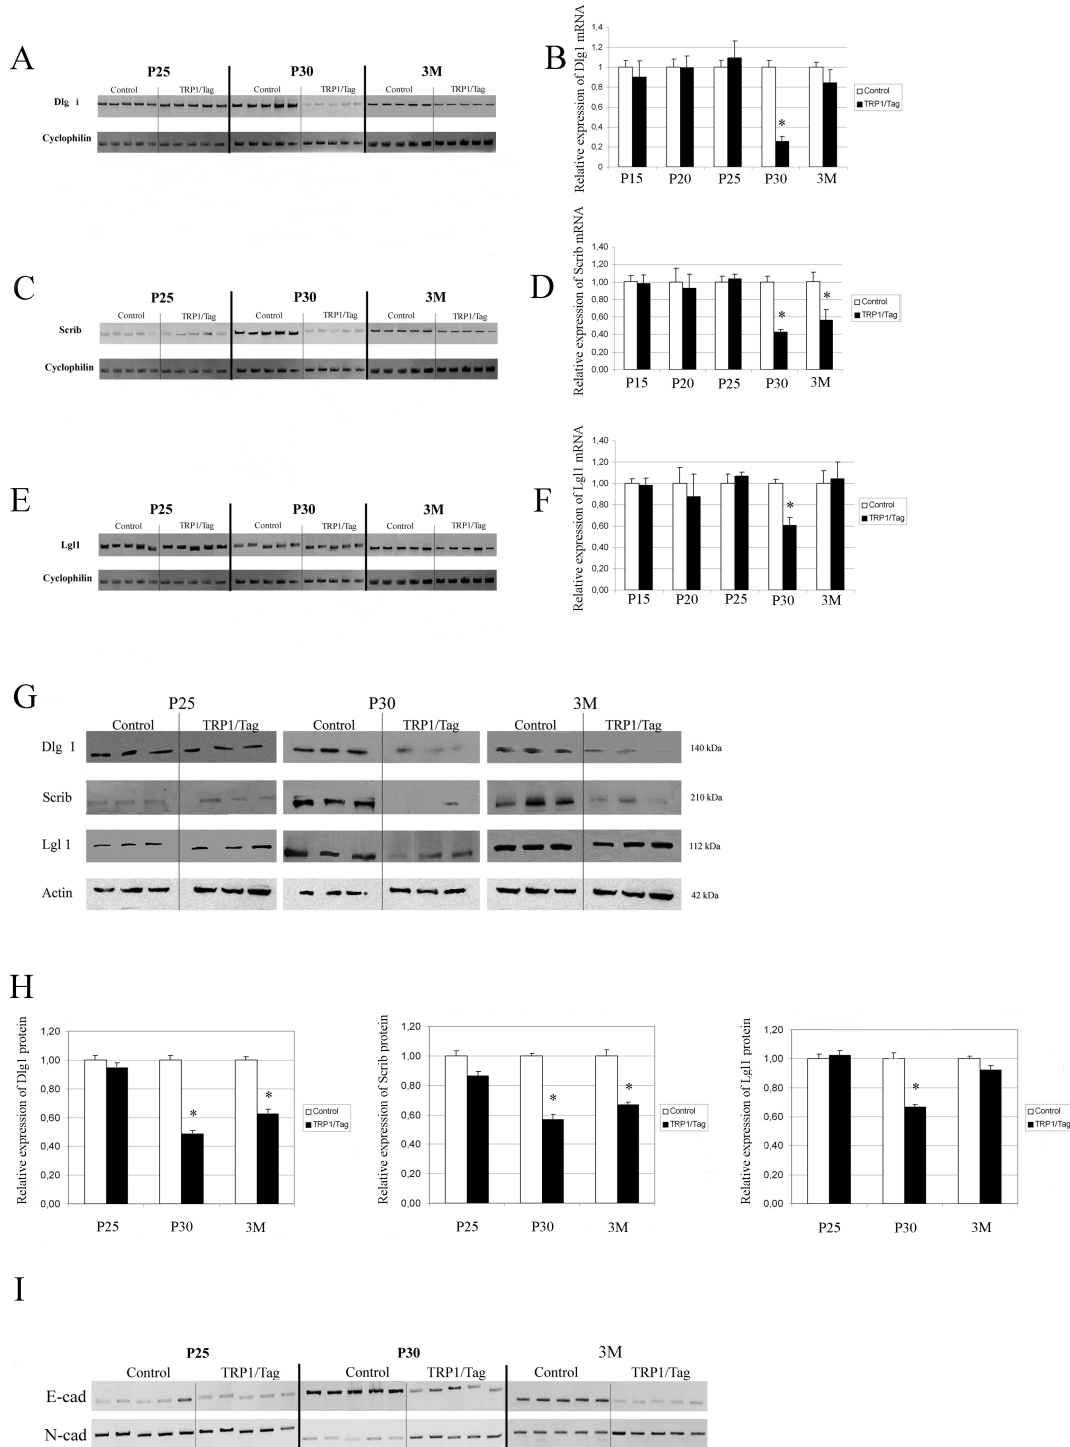 A
P25 P30 3M
Control TRP1/Tag Control TRP1/Tag Control TRP1/Tag
Dlg i
Cyclophilin
B
Relative expression of Dlg1 mRNA
1,4
1,2
1
0,8
0,6
0,4
0,2
0
*
P15 P20 P25 P30 3M
Control
TRP1/Tag
C
P25 P30 3M
Control TRP1/Tag Control TRP1/Tag Control TRP1/Tag
Scrib
Cyclophilin
D
Relative expression of Scrib mRNA
1,40
1,20
1,00
0,80
0,60
0,40
0,20
0,00
* *
P15 P20 P25 P30 3M
Control
TRP1/Tag
E
P25 P30 3M
Control TRP1/Tag Control TRP1/Tag Control TRP1/Tag
Lgl1
Cyclophilin
F
Relative expression of Lgl1 mRNA
1,40
1,20
1,00
0,80
0,60
0,40
0,20
0,00
*
P15 P20 P25 P30 3M
Control
TRP1/Tag
G
P25 P30 3M
Control TRP1/Tag Control TRP1/Tag Control TRP1/Tag
Dlg 1 140 kDa
Scrib 210 kDa
Lgl 1 112 kDa
Actin 42 kDa
H
Relative expression of Dlg1 protein
1,20
1,00
0,80
0,60
0,40
0,20
0,00
* *
P25 P30 3M
Control
TRP1/Tag
Relative expression of Scrib protein
1,20
1,00
0,80
0,60
0,40
0,20
0,00
* *
P25 P30 3M
Control
TRP1/Tag
Relative expression of Lgl1 protein
1,20
1,00
0,80
0,60
0,40
0,20
0,00
*
P25 P30 3M
Control
TRP1/Tag
I
P25 P30 3M
Control TRP1/Tag Control TRP1/Tag Control TRP1/Tag
E-cad
N-cad